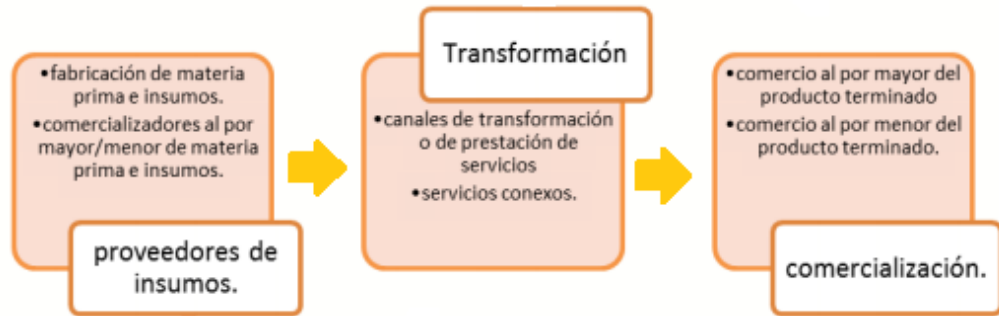 •fabricación de materia
prima e insumos.
•comercializadores al por
mayor/menor de materia
prima e insumos.
proveedores de
insumos.
Transformación
•canales de transformación
o de prestación de
servicios
•servicios conexos.
•comercio al por mayor del
producto terminado
•comercio al por menor del
producto terminado.
comercialización.